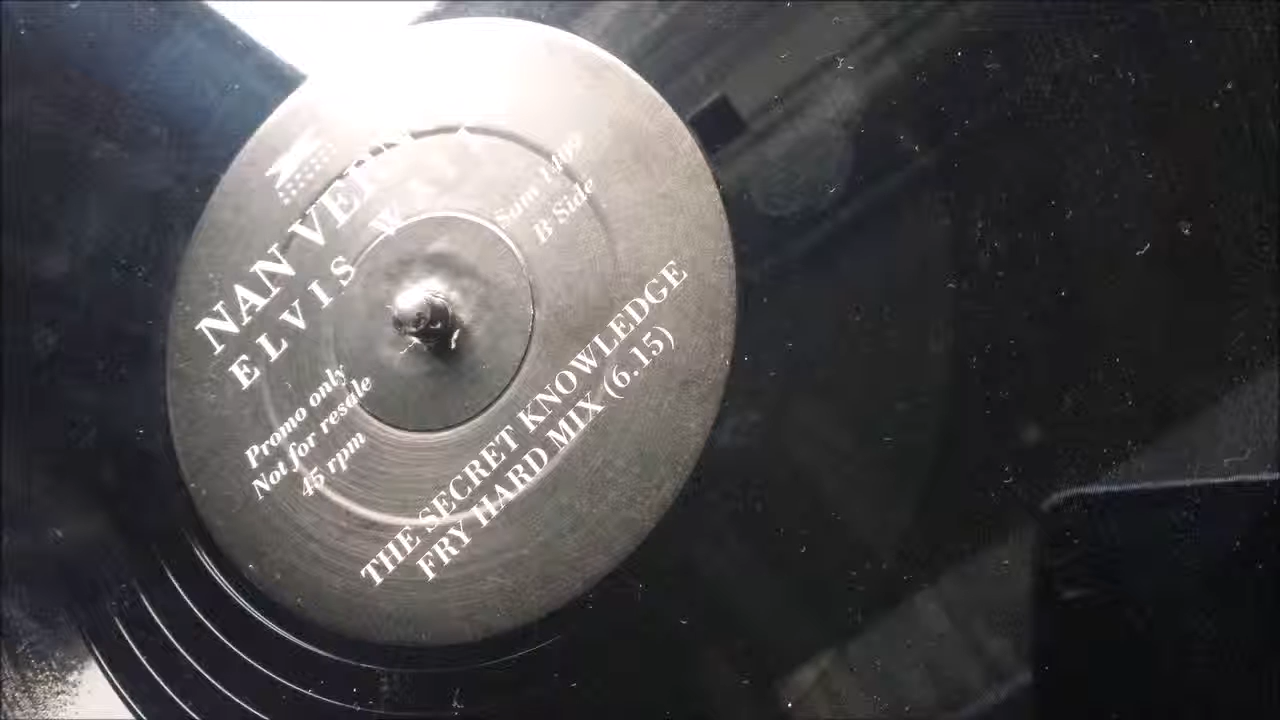 NAN VERN
ELVIS
Sam 1409
B Side
Promo only
Not for resale
45 rpm
THE SECRET KNOWLEDGE
FRY HARD MIX (6.15)